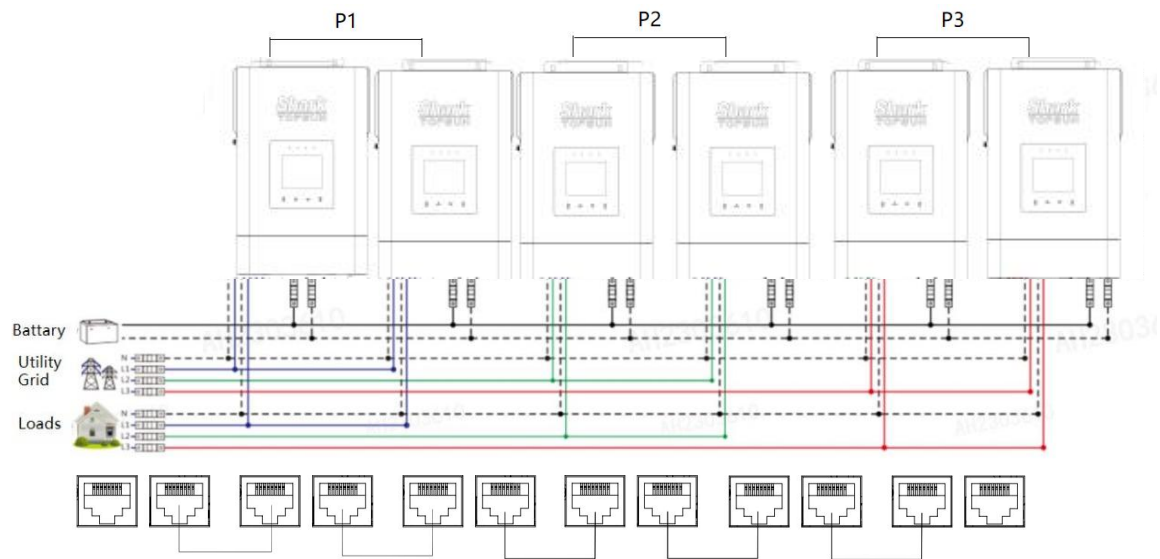 P1 P2 P3
Shark Shark Shark Shark Shark Shark
TOPSUN TOPSUN TOPSUN TOPSUN TOPSUN TOPSUN
Battary
Utility
Grid
N
L1
L2
L3
Loads
N
L1
L2
L3